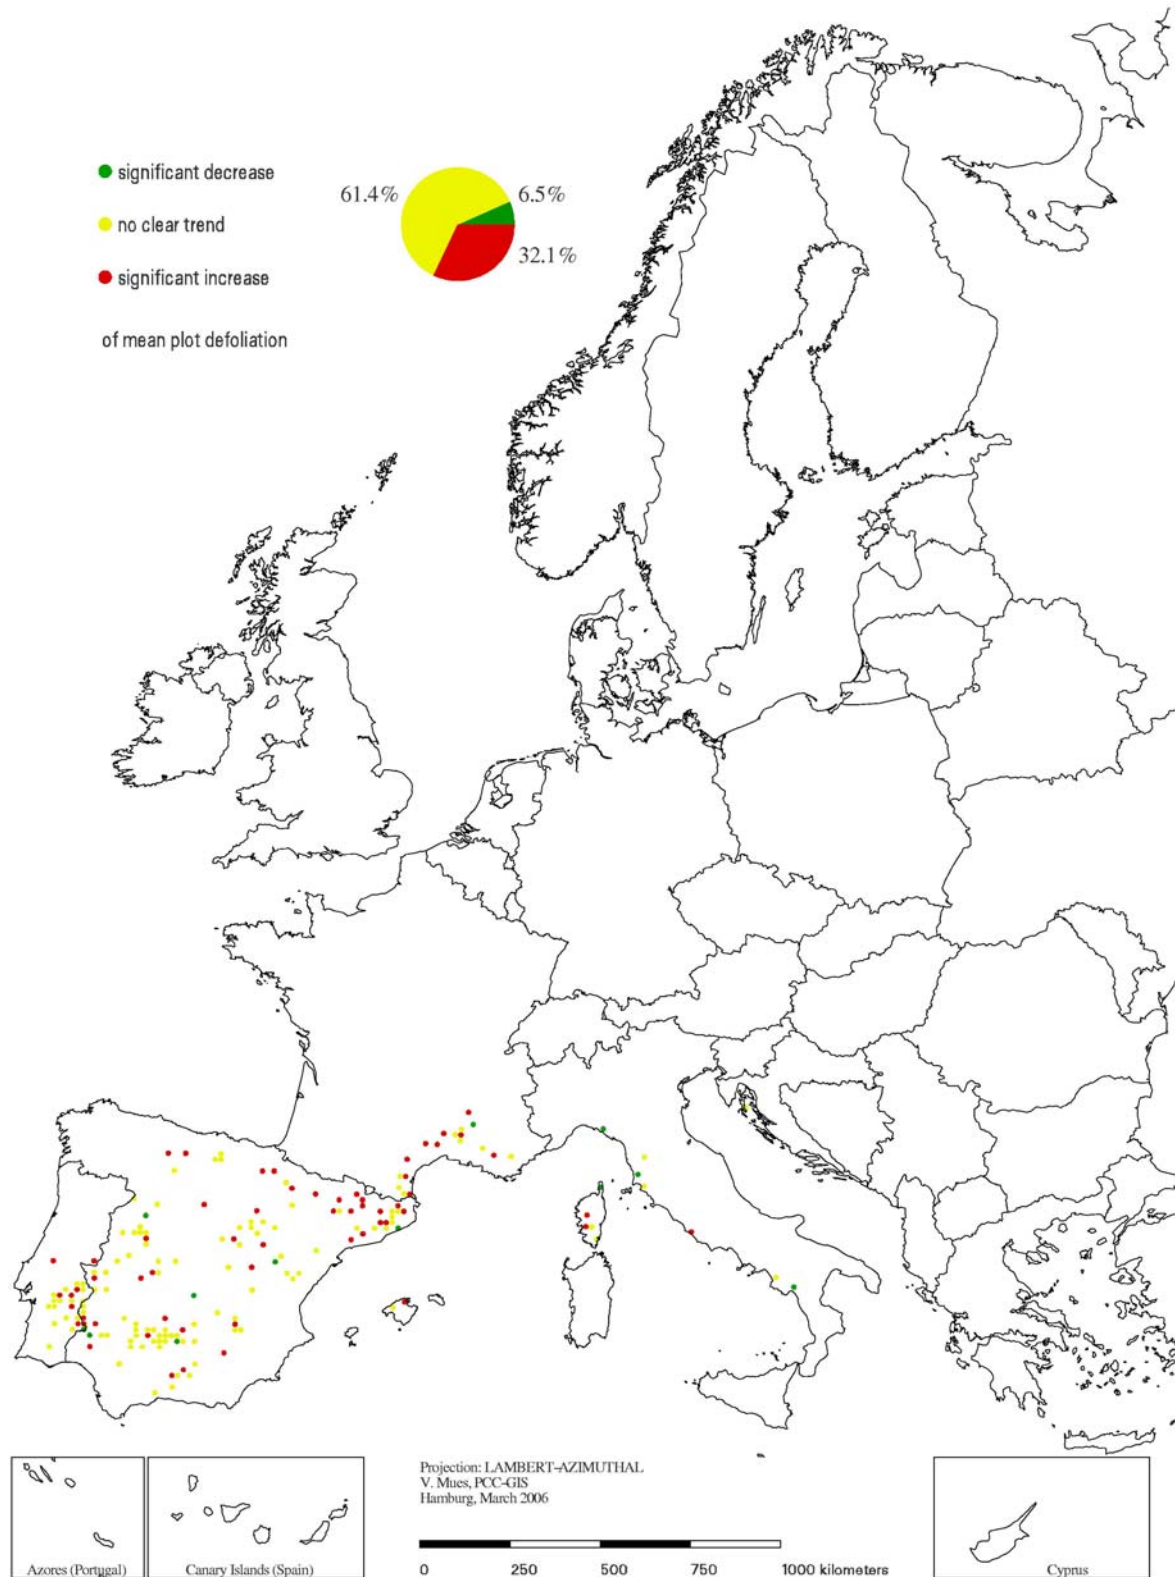 significant decrease
61.4%
6.5%
no clear trend
32.1%
significant increase
of mean plot defoliation
Projection: LAMBERT-AZIMUTHAL
V. Mues, PCC-GIS
Hamburg, March 2006
Azores (Portugal)
Canary Islands (Spain)
0 250 500 750 1000 kilometers
Cyprus